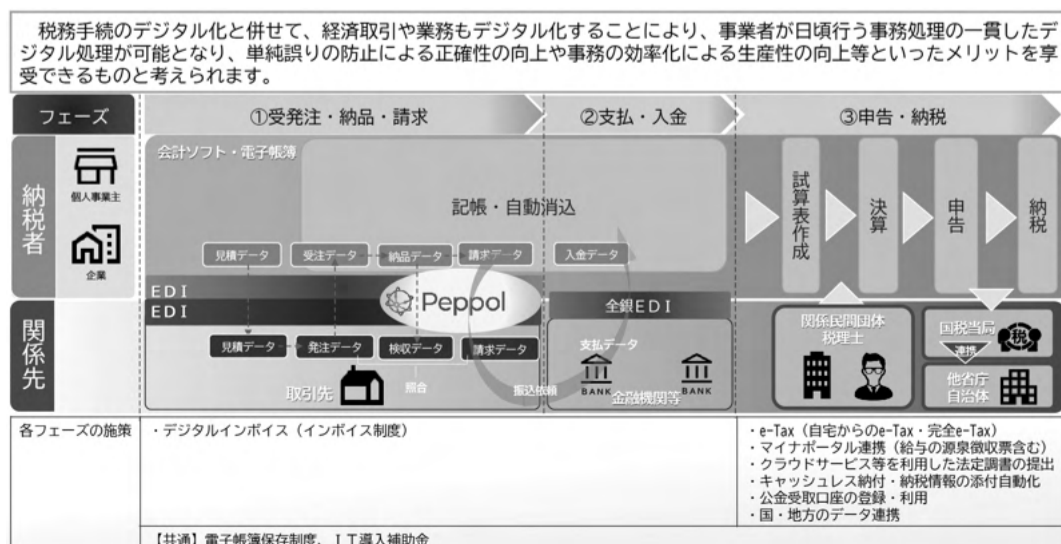 税務手続のデジタル化と併せて、経済取引や業務もデジタル化することにより、事業者が日頃行う事務処理の一貫したデ
ジタル処理が可能となり、単純誤りの防止による正確性の向上や事務の効率化による生産性の向上等といったメリットを享
受できるものと考えられます。
フェーズ
①受発注・納品・請求
②支払・入金
③申告・納税
納税者
個人事業主
企業
会計ソフト・電子帳簿
記帳・自動消込
見積データ
受注データ
納品データ
請求データ
入金データ
試算表作成
決算
申告
納税
EDI
EDI
Peppol
全銀EDI
関係先
見積データ
発注データ
検収データ
請求データ
取引先
照合
振込依頼
支払データ
BANK
BANK
金融機関等
関係民間団体
税理士
国税当局
税
連携
他省庁
自治体
各フェーズの施策
・デジタルインボイス（インボイス制度）
・e-Tax（自宅からのe-Tax・完全e-Tax）
・マイナポータル連携（給与の源泉徴収票含む）
・クラウドサービス等を利用した法定調書の提出
・キャッシュレス納付・納税情報の添付自動化
・公金受取口座の登録・利用
・国・地方のデータ連携
【共通】電子帳簿保存制度、ＩＴ導入補助金